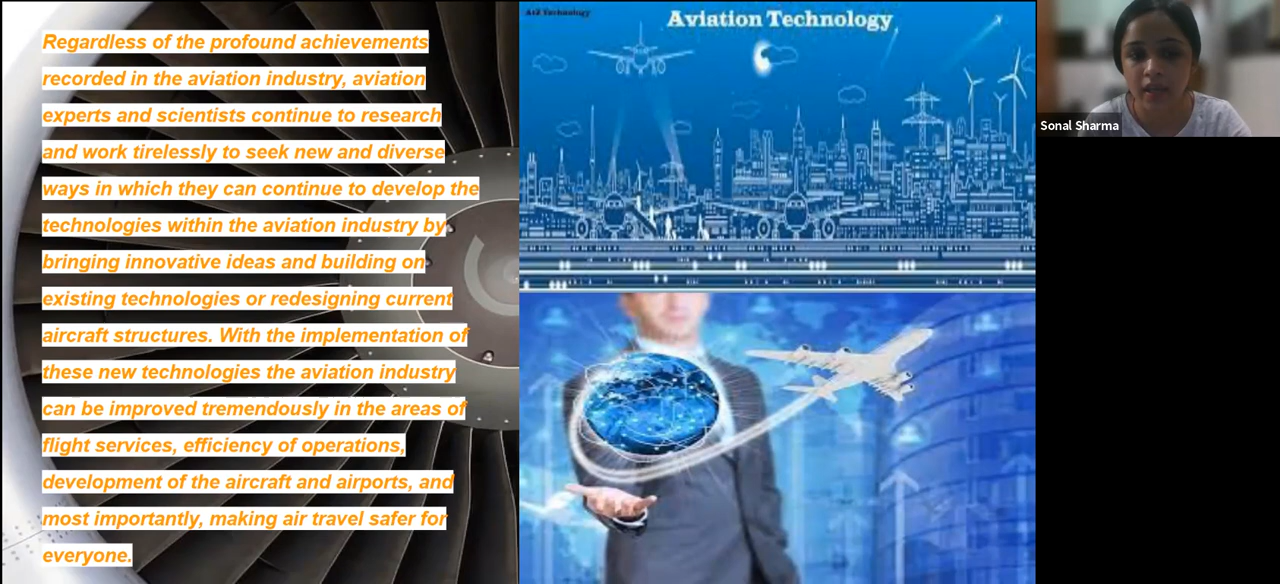 Regardless of the profound achievements
recorded in the aviation industry, aviation
experts and scientists continue to research
and work tirelessly to seek new and diverse
ways in which they can continue to develop the
technologies within the aviation industry by
bringing innovative ideas and building on
existing technologies or redesigning current
aircraft structures. With the implementation of
these new technologies the aviation industry
can be improved tremendously in the areas of
flight services, efficiency of operations,
development of the aircraft and airports, and
most importantly, making air travel safer for
everyone.
AtZ Technology
Aviation Technology
Sonal Sharma